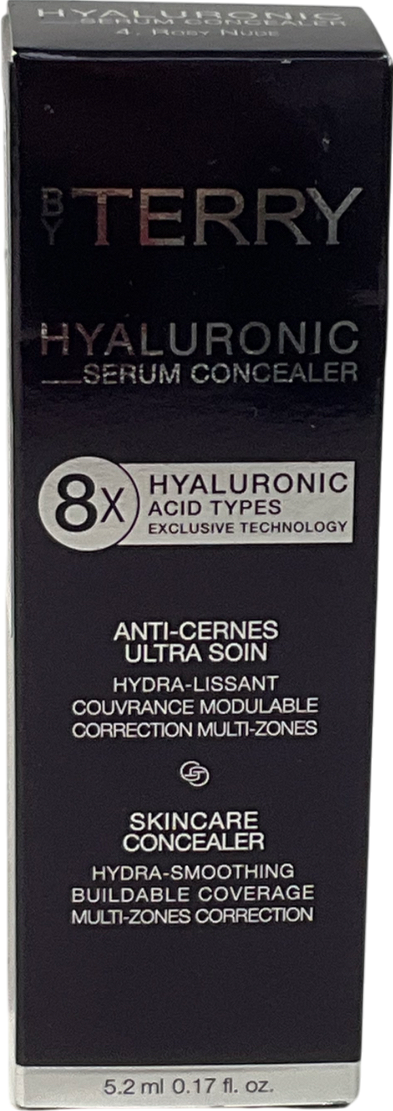 HYALURONIC
SERUM CONCEALER
4. ROSY NUDE
BY TERRY
HYALURONIC
SERUM CONCEALER
8X
HYALURONIC
ACID TYPES
EXCLUSIVE TECHNOLOGY
ANTI-CERNES
ULTRA SOIN
HYDRA-LISSANT
COUVRANCE MODULABLE
CORRECTION MULTI-ZONES
SKINCARE
CONCEALER
HYDRA-SMOOTHING
BUILDABLE COVERAGE
MULTI-ZONES CORRECTION
5.2 ml 0.17 fl. oz.